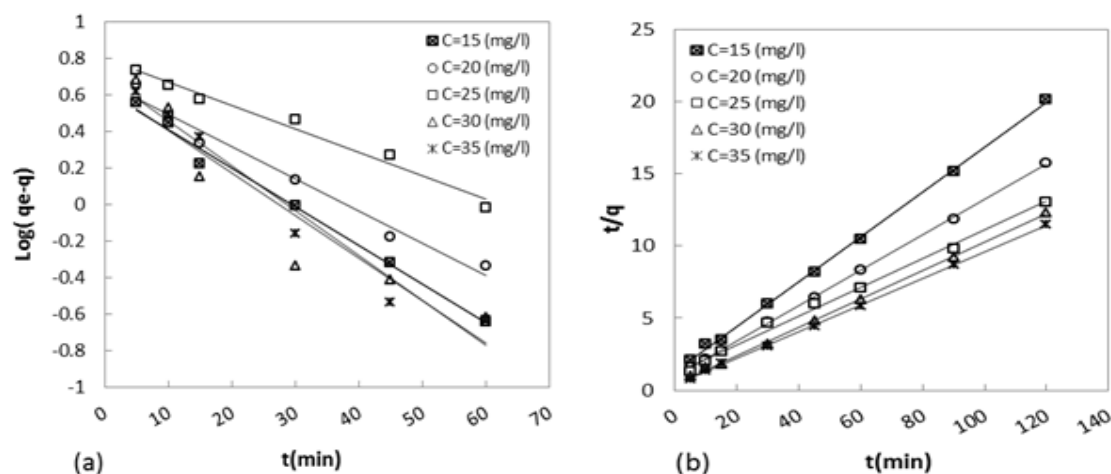 1
0.8
0.6
0.4
0.2
0
-0.2
-0.4
-0.6
-0.8
-1
Log( qe-q)
C=15 (mg/l)
C=20 (mg/l)
C=25 (mg/l)
C=30 (mg/l)
C=35 (mg/l)
0 10 20 30 40 50 60 70
(a) t(min)
25
20
15
10
5
0
t/q
C=15 (mg/l)
C=20 (mg/l)
C=25 (mg/l)
C=30 (mg/l)
C=35 (mg/l)
0 20 40 60 80 100 120 140
(b) t(min)